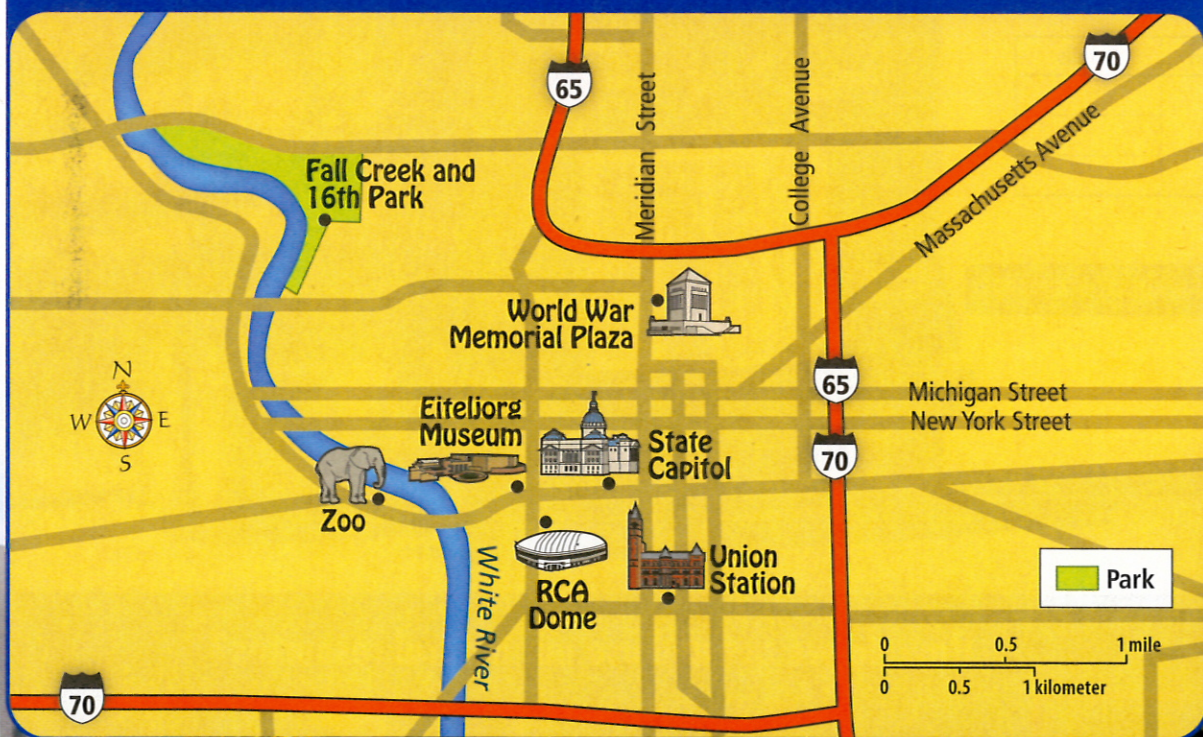 65
70
Meridian Street
College Avenue
Massachusetts Avenue
Fall Creek and
16th Park
World War
Memorial Plaza
N
W
E
S
65
Michigan Street
New York Street
Eiteljorg
Museum
State
Capitol
70
Zoo
White River
RCA
Dome
Union
Station
Park
0 0.5 1 mile
0 0.5 1 kilometer
70